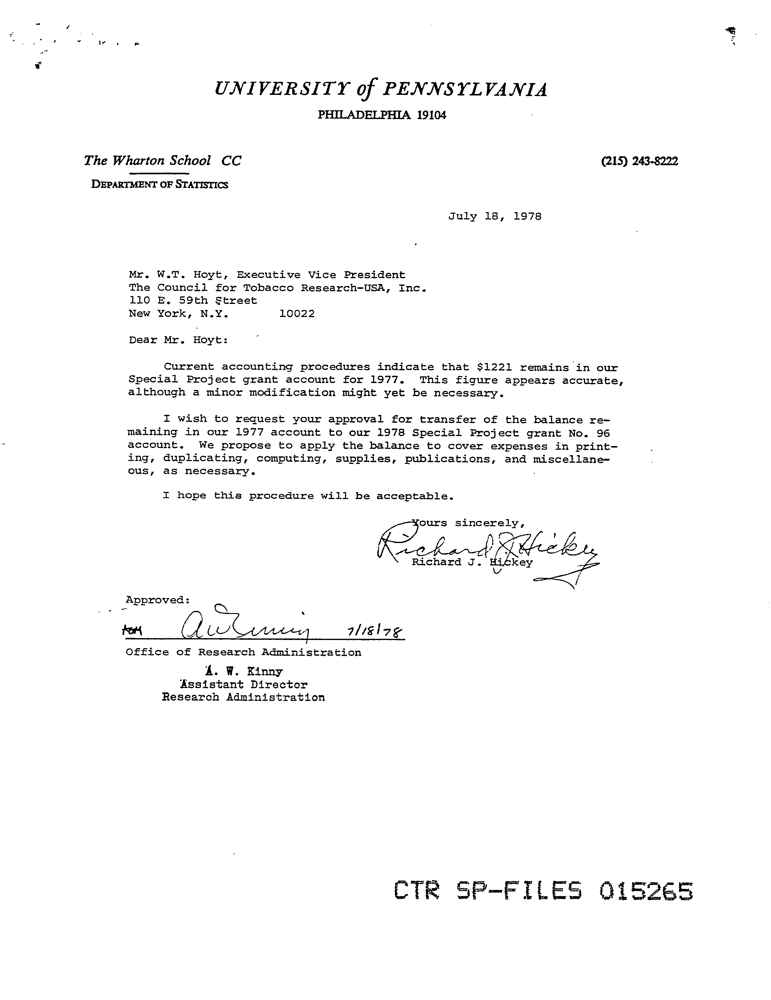 UNIVERSITY of PENNSYLVANIA
PHILADELPHIA 19104
The Wharton School CC
(215) 243-8222
DEPARTMENT OF STATISTICS
July 18, 1978
Mr. W.T. Hoyt, Executive Vice President
The Council for Tobacco Research-USA, Inc.
110 E. 59th Street
New York, N.Y. 10022
Dear Mr. Hoyt:
Current accounting procedures indicate that $1221 remains in our
Special Project grant account for 1977. This figure appears accurate,
although a minor modification might yet be necessary.
I wish to request your approval for transfer of the balance re-
maining in our 1977 account to our 1978 Special Project grant No. 96
account. We propose to apply the balance to cover expenses in print-
ing, duplicating, computing, supplies, publications, and miscellane-
ous, as necessary.
I hope this procedure will be acceptable.
Yours sincerely,
Richard J. Hickey
Richard J. Hickey
Approved:
7/18/78
Office of Research Administration
A. W. Kinny
Assistant Director
Research Administration
CTR SP-FILES 015265